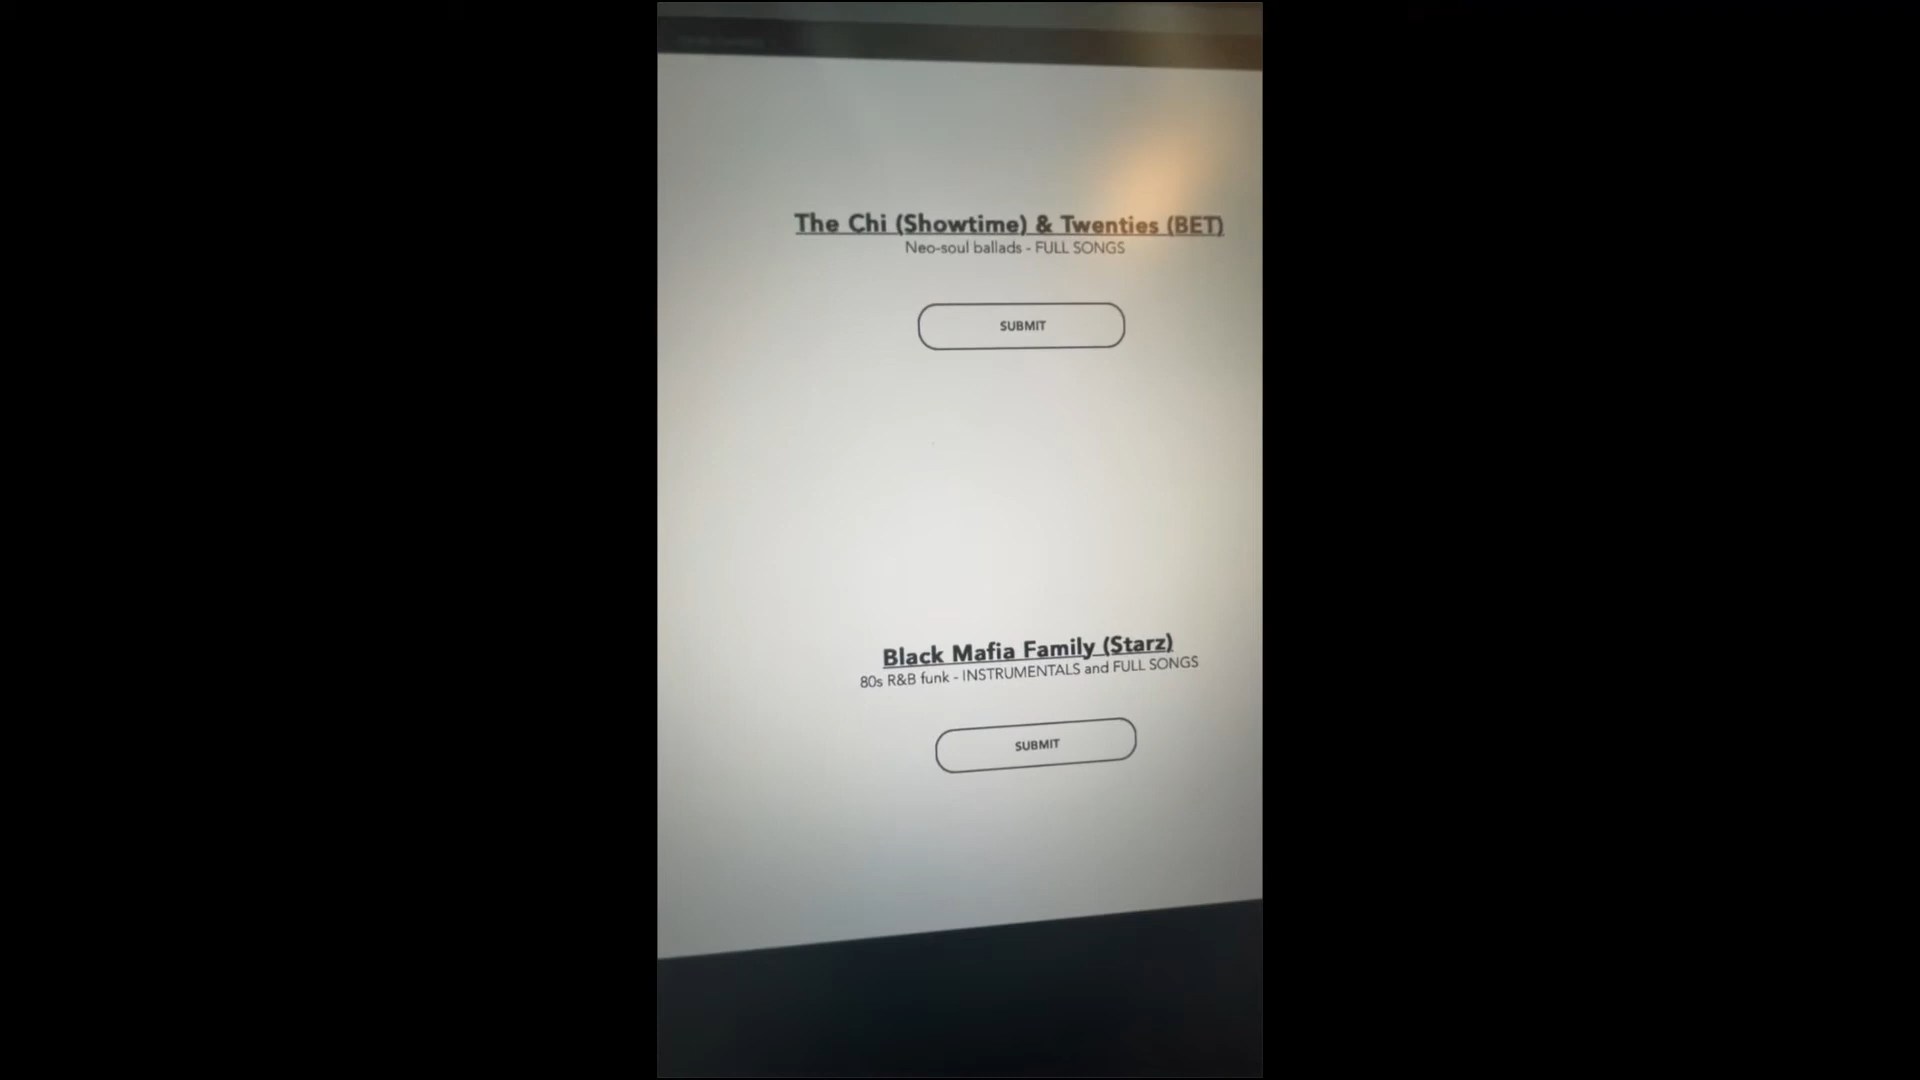 The Chi (Showtime) & Twenties (BET)
Neo-soul ballads - FULL SONGS
SUBMIT
Black Mafia Family (Starz)
80s R&B funk - INSTRUMENTALS and FULL SONGS
SUBMIT